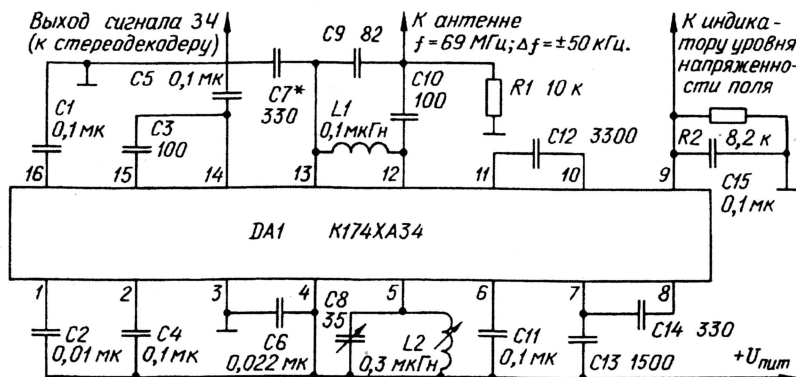 Выход сигнала ЗЧ
(к стереодекодеру)
К антенне
f=69 МГц; Δf=±50 кГц.
К индика-
тору уровня
напряженно-
сти поля
C1
0,1 мк
C3
100
C5 0,1 мк
C7*
330
C9 82
L1
0,1 мкГн
C10
100
R1 10 к
C12 3300
R2 8,2 к
C15
0,1 мк
16 15 14 13 12 11 10 9
DA1 К174ХА34
1 2 3 4 5 6 7 8
C2
0,01 мк
C4
0,1 мк
C6
0,022 мк
C8
35
L2
0,3 мкГн
C11
0,1 мк
C13 1500
C14 330
+Uпит